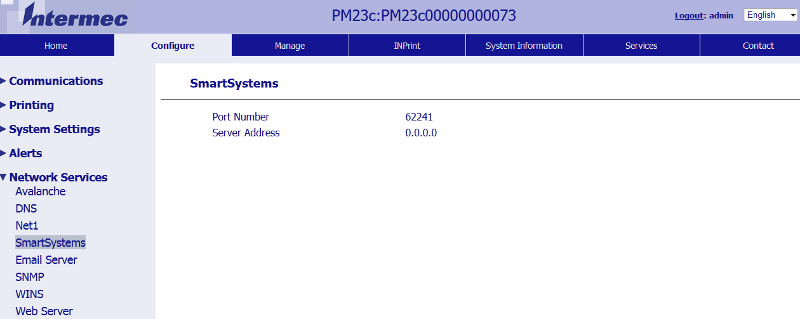 Intermec
PM23c:PM23c00000000073
Logout: admin
English
Home Configure Manage INPrint System Information Services Contact
Communications
Printing
System Settings
Alerts
Network Services
Avalanche
DNS
Net1
SmartSystems
Email Server
SNMP
WINS
Web Server
SmartSystems
Port Number 62241
Server Address 0.0.0.0